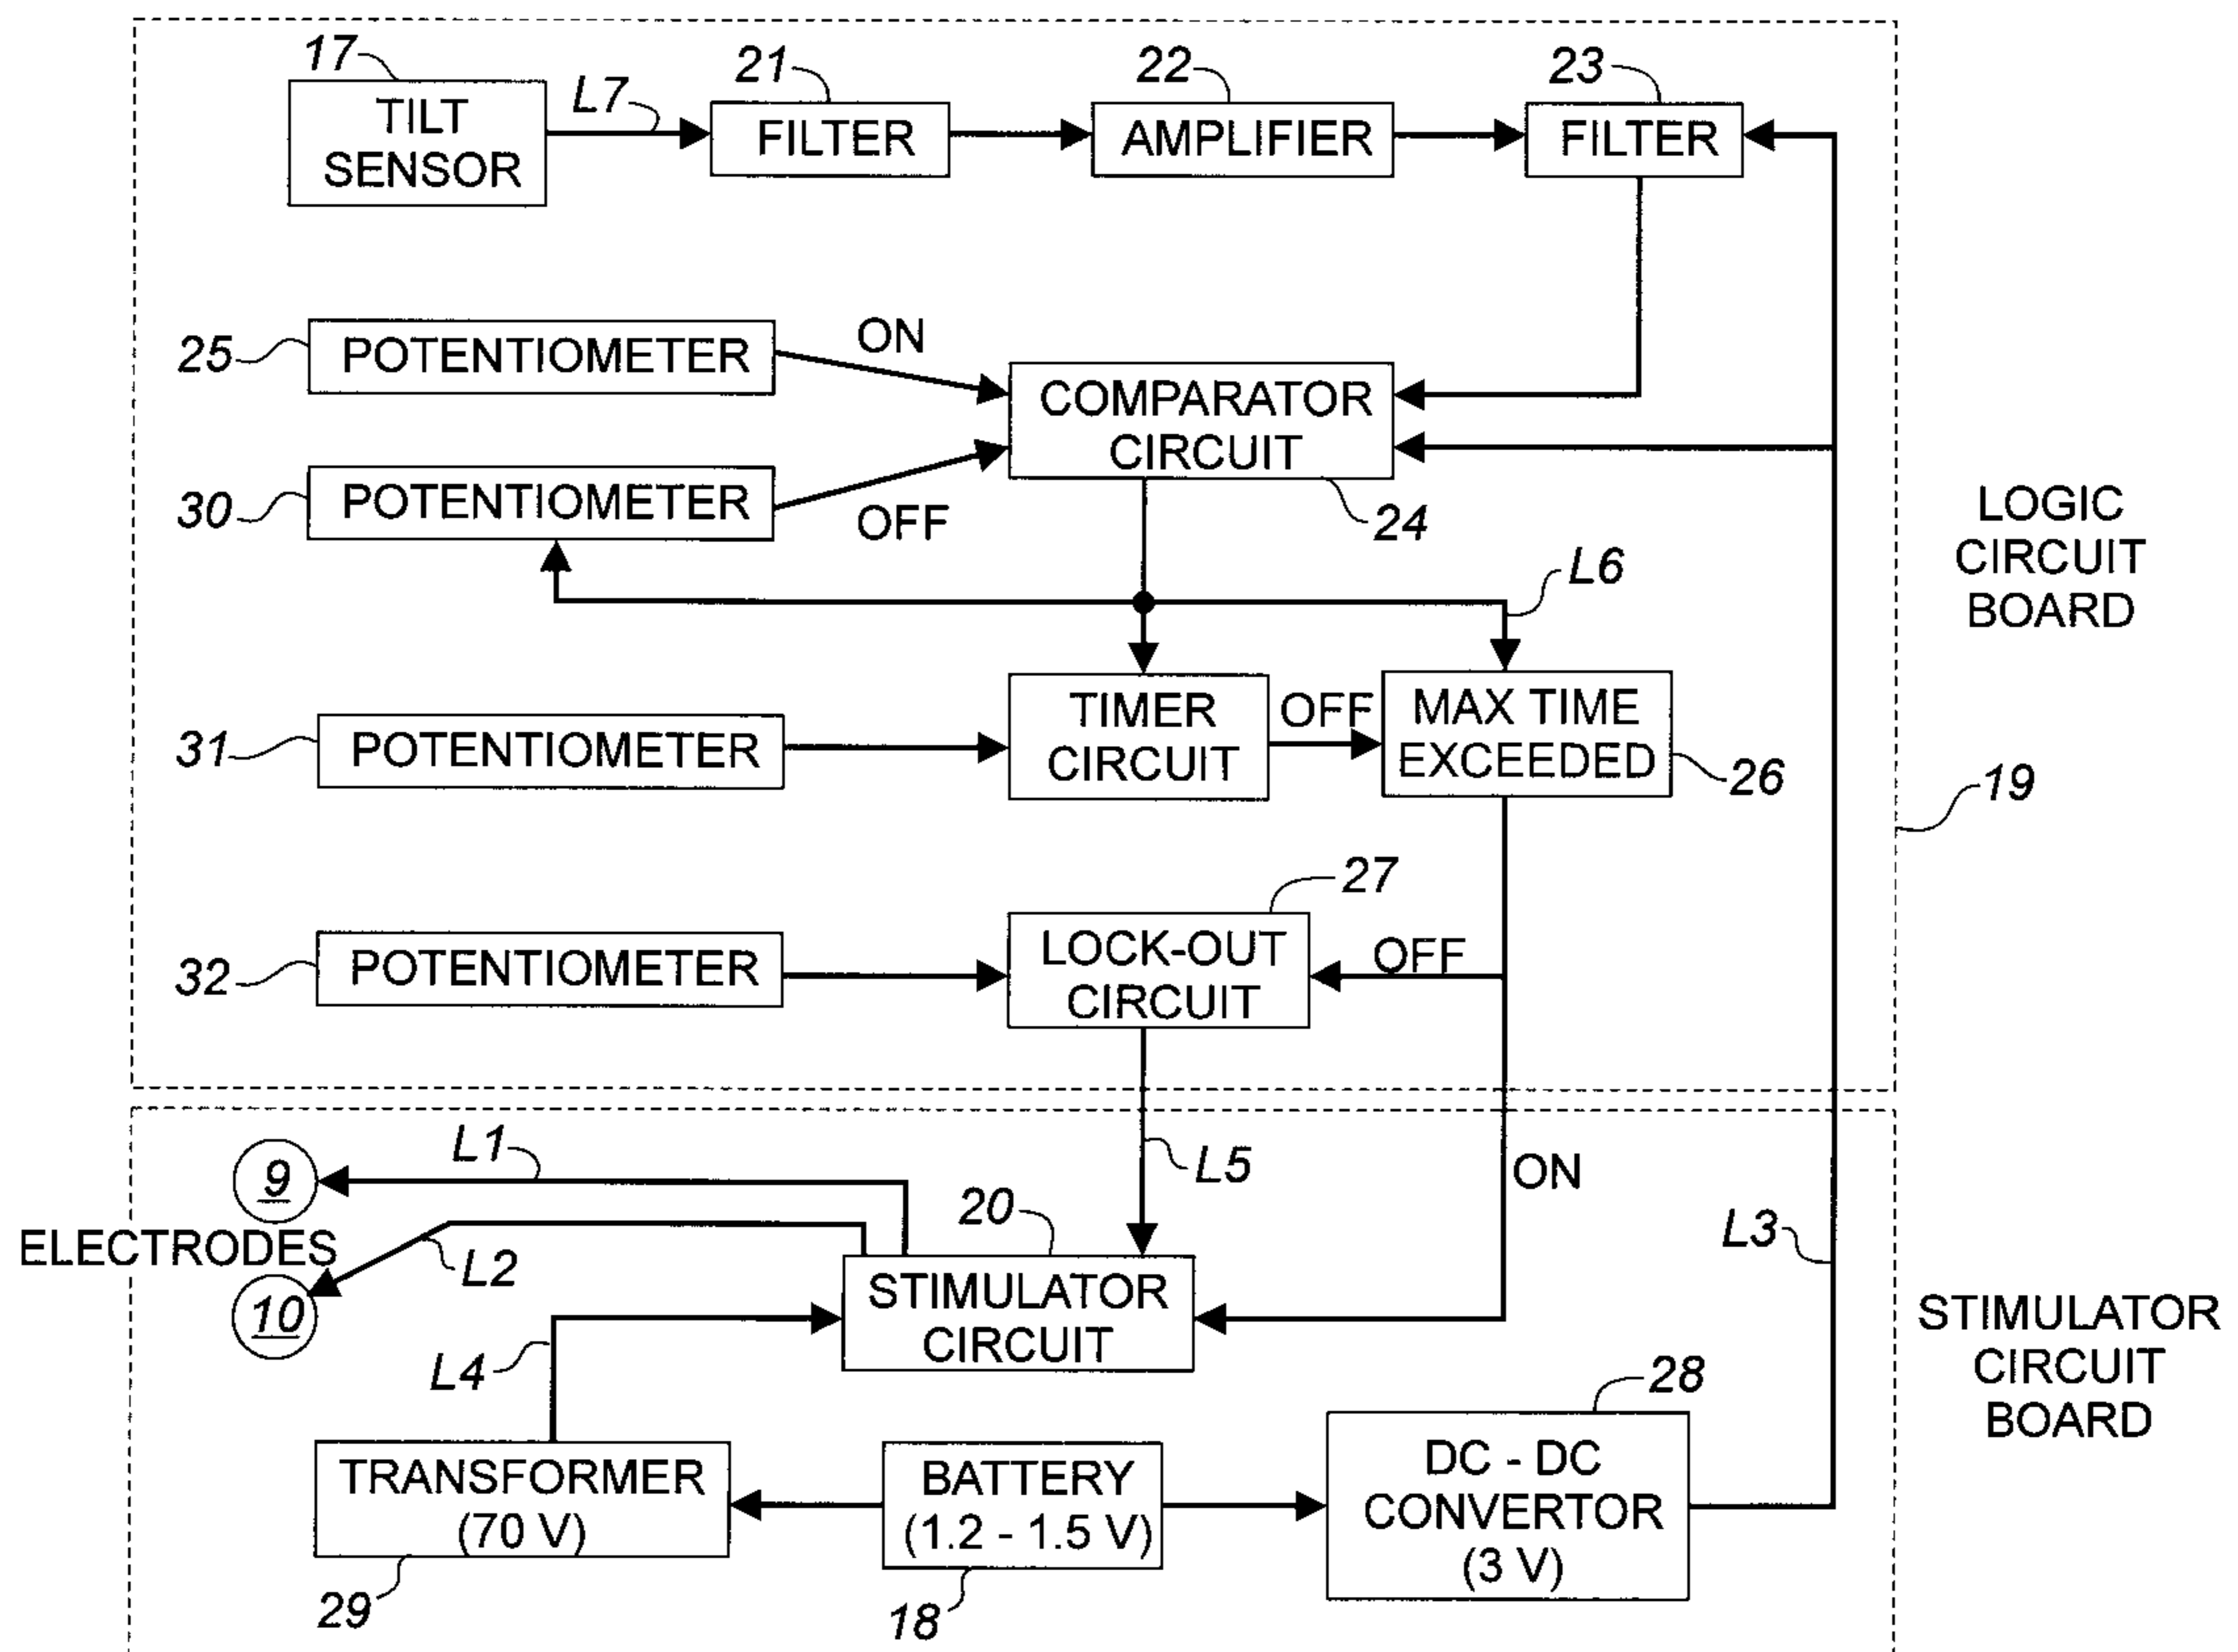 17
L7
21
22
23
TILT
SENSOR
FILTER
AMPLIFIER
FILTER
25
POTENTIOMETER
ON
COMPARATOR
CIRCUIT
30
POTENTIOMETER
OFF
24
LOGIC
CIRCUIT
BOARD
L6
31
POTENTIOMETER
TIMER
CIRCUIT
OFF
MAX TIME
EXCEEDED
26
19
27
32
POTENTIOMETER
LOCK-OUT
CIRCUIT
OFF
L1
9
ELECTRODES
L2
10
20
L5
ON
L3
STIMULATOR
CIRCUIT
L4
STIMULATOR
CIRCUIT
BOARD
28
TRANSFORMER
(70 V)
29
BATTERY
(1.2 - 1.5 V)
18
DC - DC
CONVERTOR
(3 V)